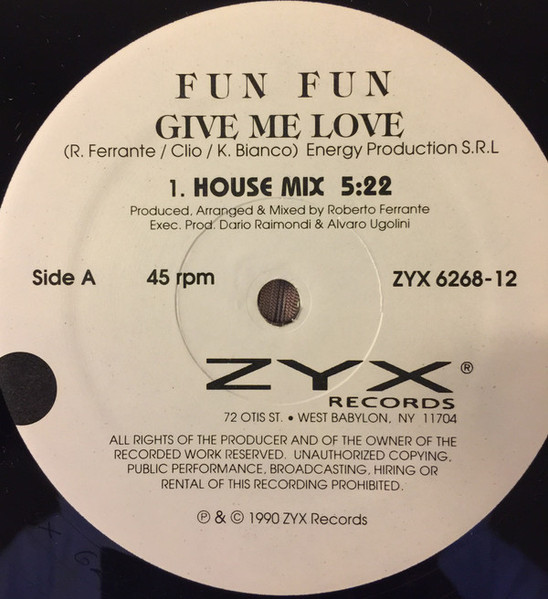 FUN FUN
GIVE ME LOVE
(R. Ferrante / Clio / K. Bianco) Energy Production S.R.L
1. HOUSE MIX 5:22
Produced, Arranged & Mixed by Roberto Ferrante
Exec. Prod. Dario Raimondi & Alvaro Ugolini
Side A 45 rpm ZYX 6268-12
ZYX®
RECORDS
72 OTIS ST. • WEST BABYLON, NY 11704
ALL RIGHTS OF THE PRODUCER AND OF THE OWNER OF THE
RECORDED WORK RESERVED. UNAUTHORIZED COPYING,
PUBLIC PERFORMANCE, BROADCASTING, HIRING OR
RENTAL OF THIS RECORDING PROHIBITED.
℗ & © 1990 ZYX Records